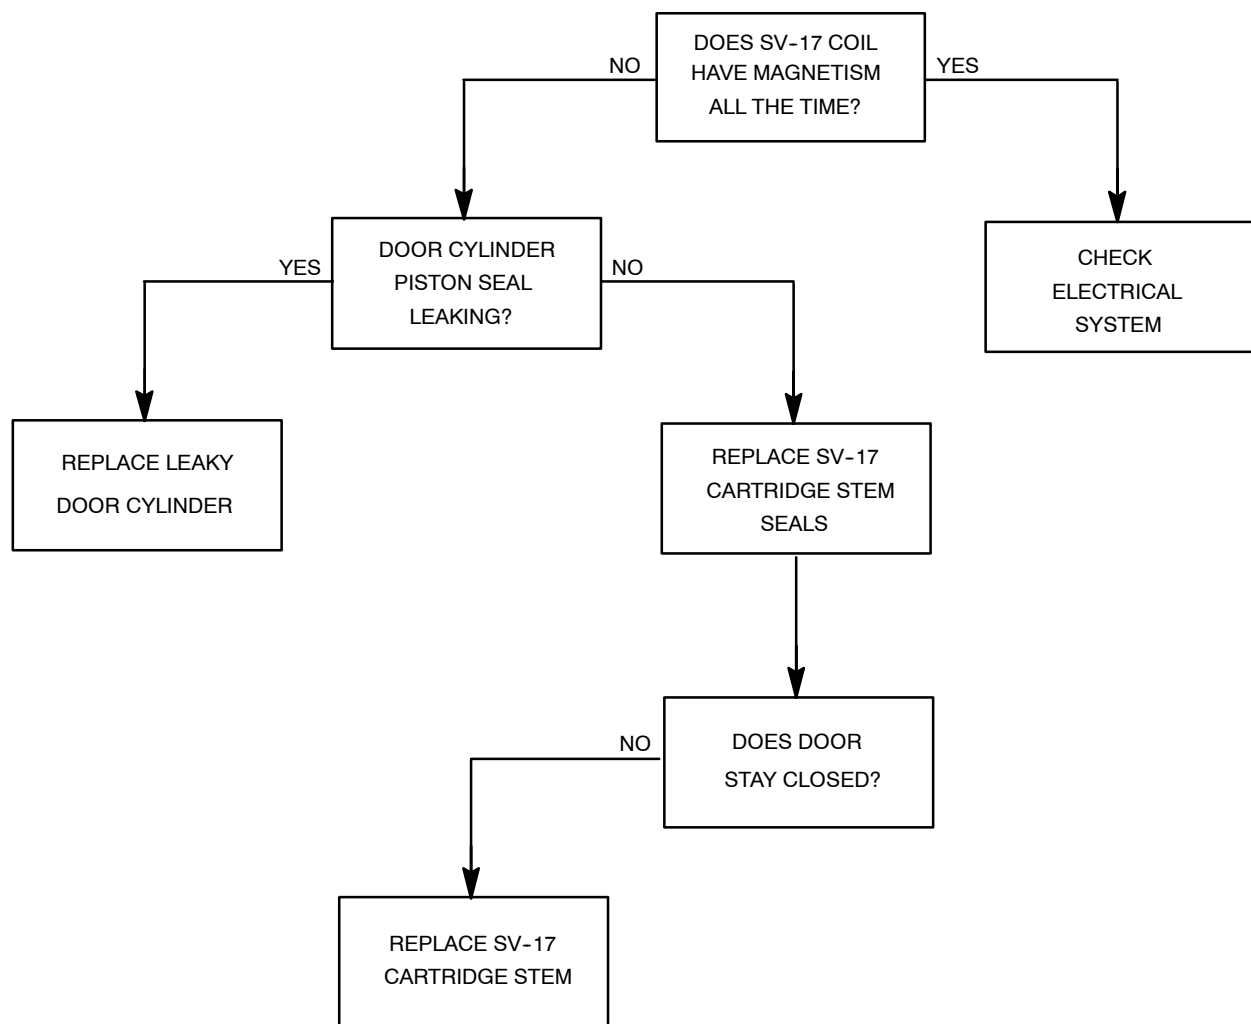 DOES SV-17 COIL
HAVE MAGNETISM
ALL THE TIME?
NO
YES
DOOR CYLINDER
PISTON SEAL
LEAKING?
YES
NO
CHECK
ELECTRICAL
SYSTEM
REPLACE LEAKY
DOOR CYLINDER
REPLACE SV-17
CARTRIDGE STEM
SEALS
DOES DOOR
STAY CLOSED?
NO
REPLACE SV-17
CARTRIDGE STEM